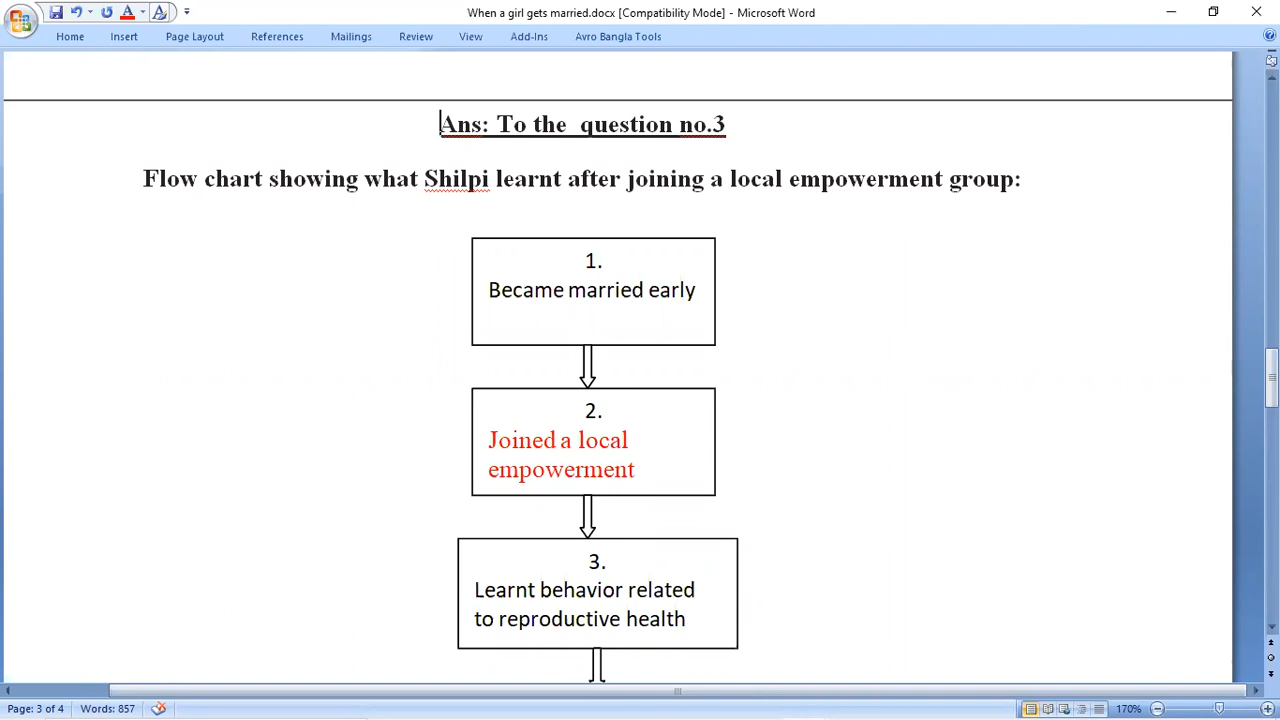 When a girl gets married.docx [Compatibility Mode] - Microsoft Word
Home Insert Page Layout References Mailings Review View Add-Ins Avro Bangla Tools
Ans: To the question no.3
Flow chart showing what Shilpi learnt after joining a local empowerment group:
1.
Became married early
2.
Joined a local
empowerment
3.
Learnt behavior related
to reproductive health
Page: 3 of 4 Words: 857 170%